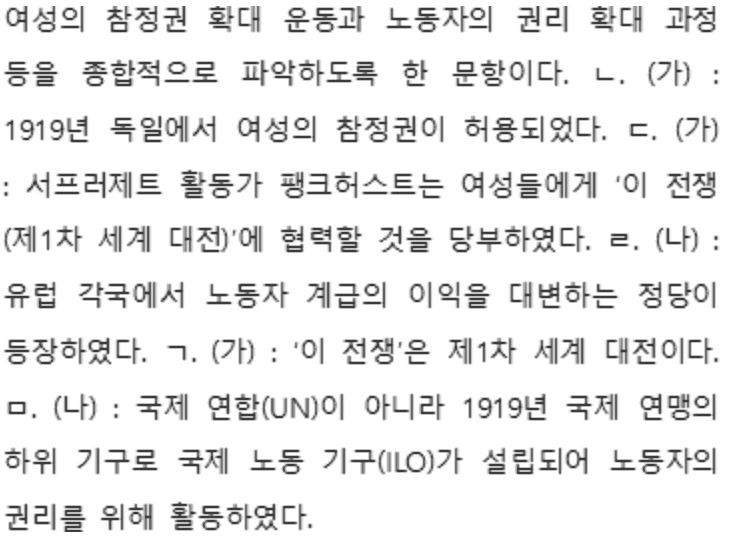 여성의 참정권 확대 운동과 노동자의 권리 확대 과정
등을 종합적으로 파악하도록 한 문항이다. ㄴ. (가) :
1919년 독일에서 여성의 참정권이 허용되었다. ㄷ. (가)
: 서프러제트 활동가 팽크허스트는 여성들에게 ‘이 전쟁
(제1차 세계 대전)’에 협력할 것을 당부하였다. ㄹ. (나) :
유럽 각국에서 노동자 계급의 이익을 대변하는 정당이
등장하였다. ㄱ. (가) : ‘이 전쟁’은 제1차 세계 대전이다.
ㅁ. (나) : 국제 연합(UN)이 아니라 1919년 국제 연맹의
하위 기구로 국제 노동 기구(ILO)가 설립되어 노동자의
권리를 위해 활동하였다.